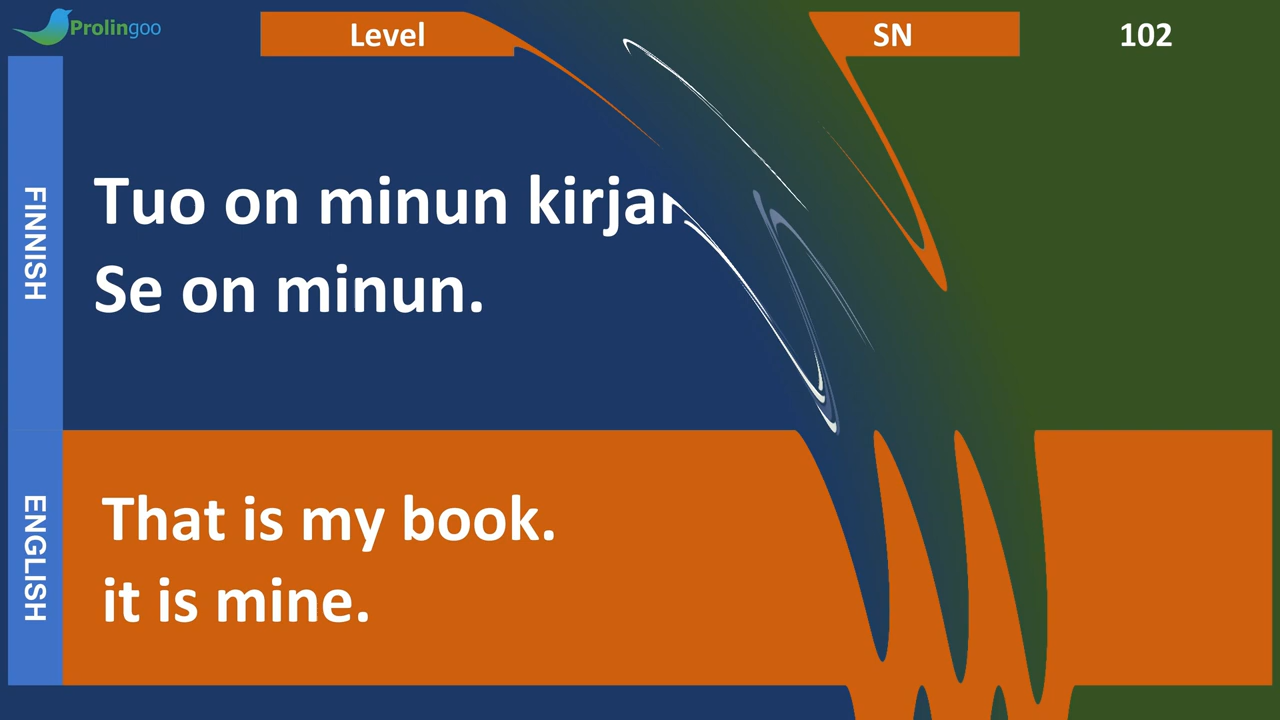 Prolingoo
Level
SN
102
FINNISH
Tuo on minun
Se on minun.
ENGLISH
That is my book.
it is mine.